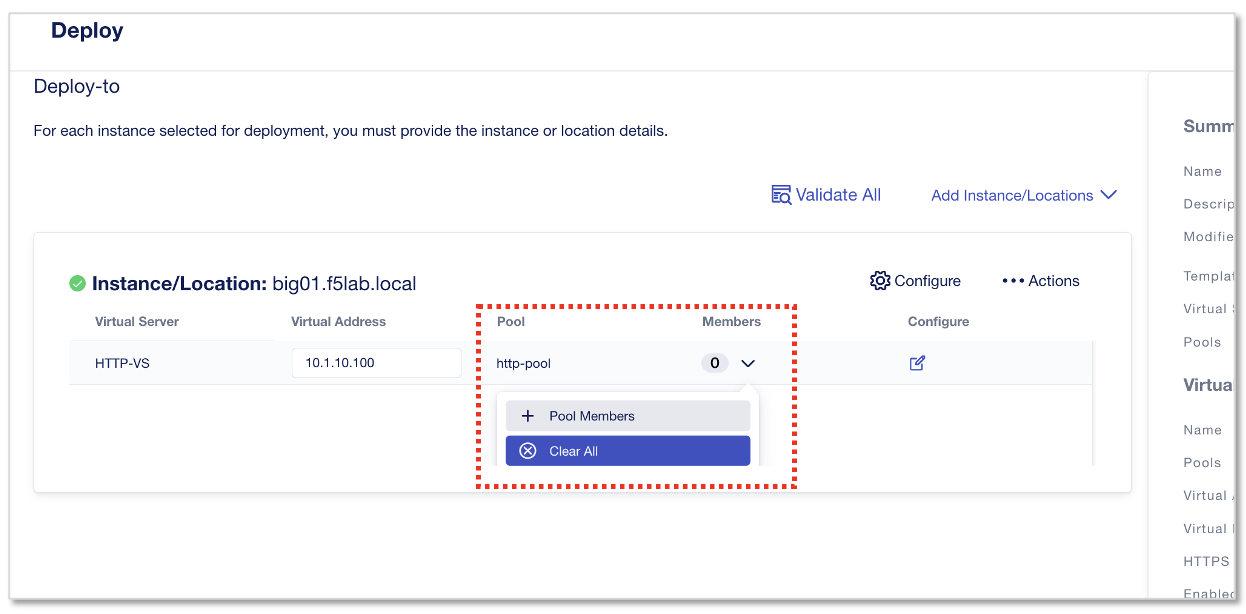 Deploy
Deploy-to
For each instance selected for deployment, you must provide the instance or location details.
Validate All
Add Instance/Locations
Instance/Location: big01.f5lab.local
Configure
Actions
Virtual Server Virtual Address Pool Members Configure
HTTP-VS 10.1.10.100 http-pool 0
Pool Members
Clear All
Summ
Name
Descrip
Modifie
Templat
Virtual
Pools
Virtua
Name
Pools
Virtual
Virtual
HTTPS
Enabled